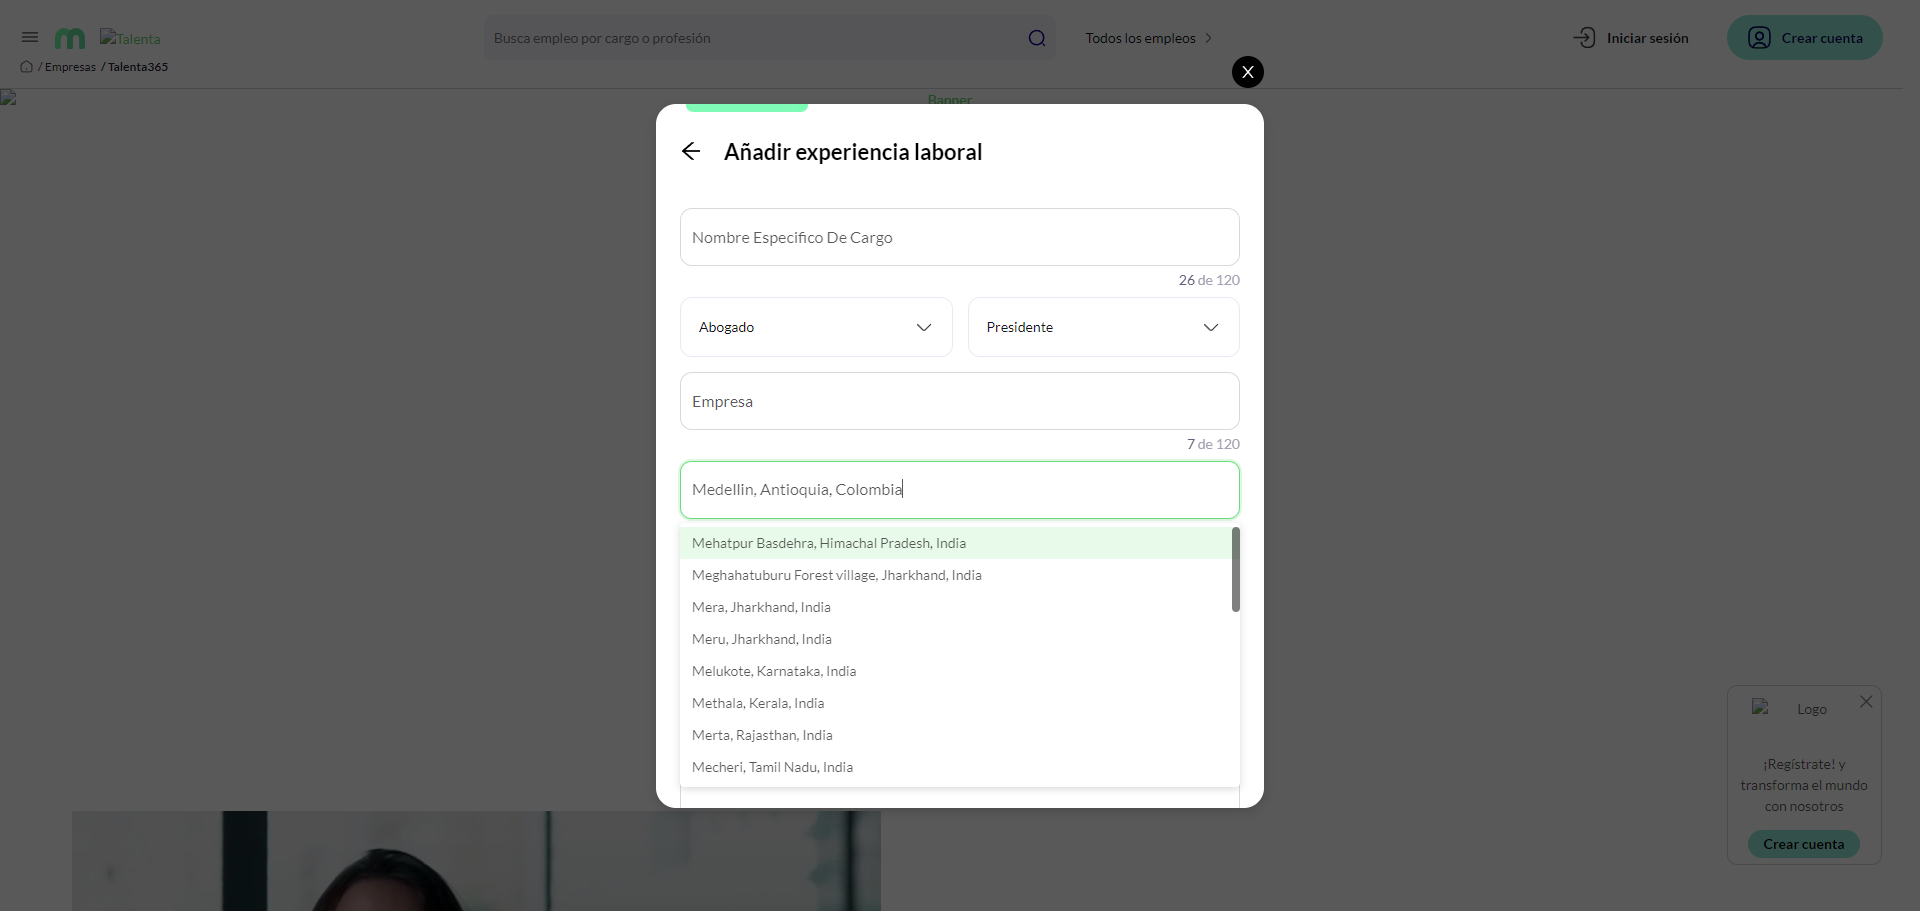 Talenta
Busca empleo por cargo o profesión
Todos los empleos
Iniciar sesión
Crear cuenta
/ Empresas / Talenta365
X
Banner
Añadir experiencia laboral
Nombre Especifico De Cargo
26 de 120
Abogado
Presidente
Empresa
7 de 120
Medellin, Antioquia, Colombia
Mehatpur Basdehra, Himachal Pradesh, India
Meghahatuburu Forest village, Jharkhand, India
Mera, Jharkhand, India
Meru, Jharkhand, India
Melukote, Karnataka, India
Methala, Kerala, India
Merta, Rajasthan, India
Mecheri, Tamil Nadu, India
Logo
¡Regístrate! y
transforma el mundo
con nosotros
Crear cuenta